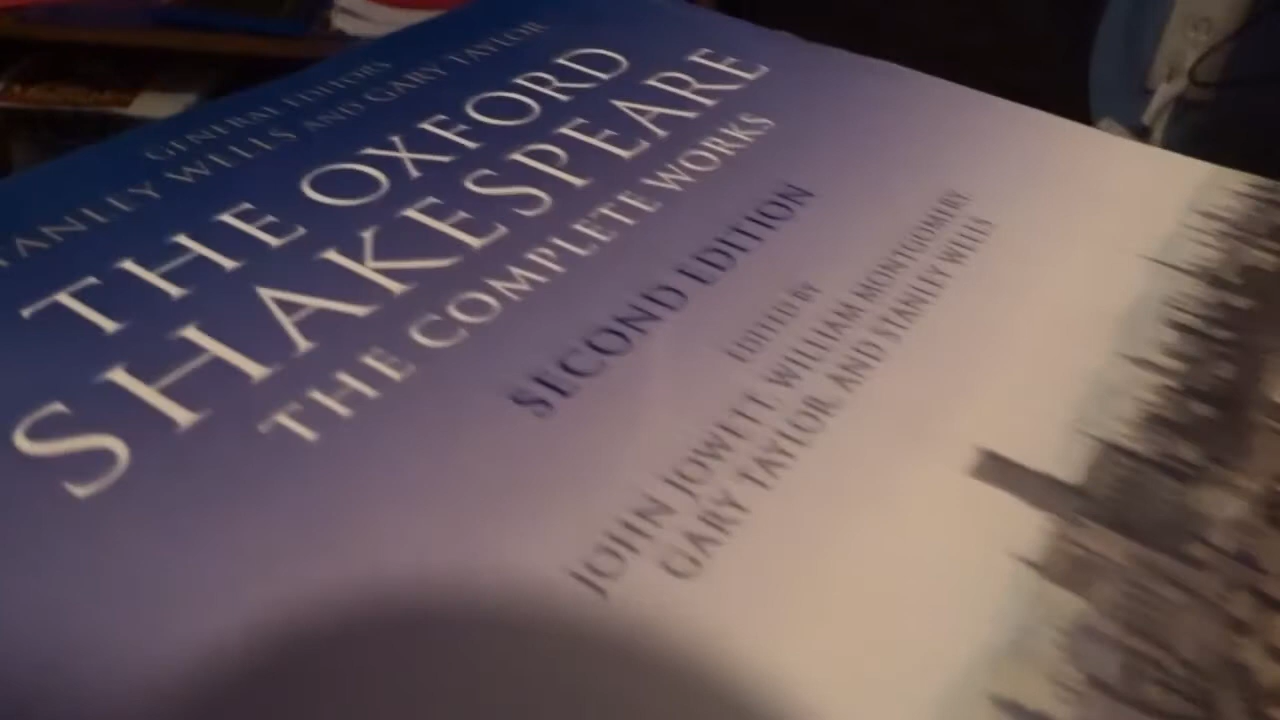 GENERAL EDITORS
STANLEY WELLS AND GARY TAYLOR
THE OXFORD
SHAKESPEARE
THE COMPLETE WORKS
SECOND EDITION
EDITED BY
JOHN JOWETT, WILLIAM MONTGOMERY,
GARY TAYLOR, AND STANLEY WELLS